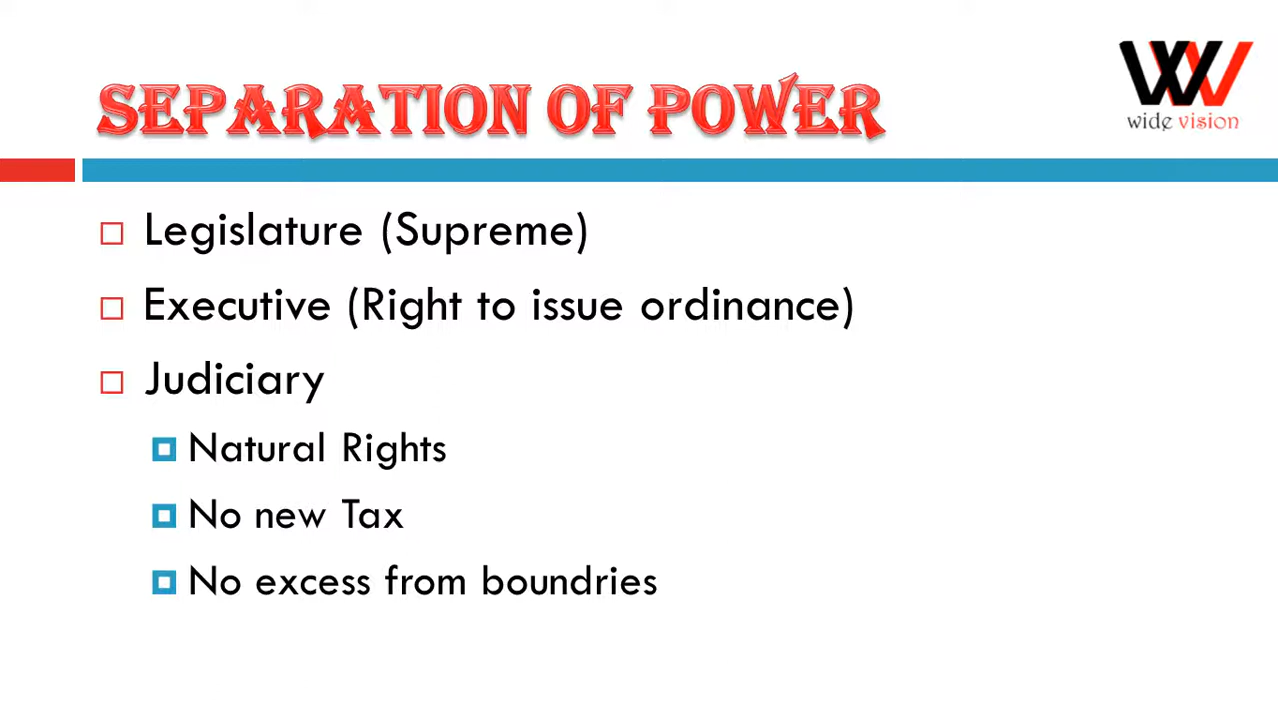 SEPARATION OF POWER
wide vision
Legislature (Supreme)
Executive (Right to issue ordinance)
Judiciary
Natural Rights
No new Tax
No excess from boundries